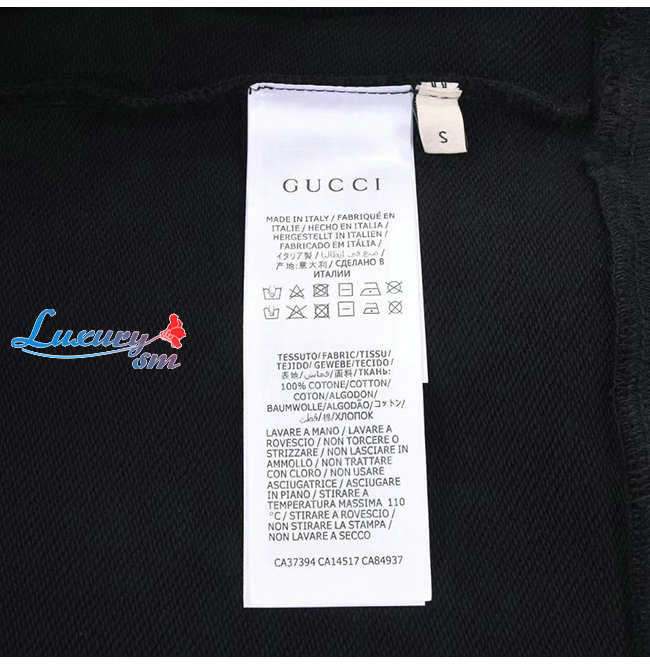 GUCCI
MADE IN ITALY / FABRIQUÉ EN
ITALIE / HECHO EN ITALIA /
HERGESTELLT IN ITALIEN /
FABRICADO EM ITÁLIA /
イタリア製 / صنع في ايطاليا /
产地:意大利 / СДЕЛАНО В
ИТАЛИИ
TESSUTO/ FABRIC/ TISSU/
TEJIDO/ GEWEBE/TECIDO/
表地/قماش/面料/ТКАНЬ:
100% COTONE/COTTON/
COTON/ALGODON/
BAUMWOLLE/ALGODÃO/コットン/
قطن/棉/ХЛОПОК
LAVARE A MANO / LAVARE A
ROVESCIO / NON TORCERE O
STRIZZARE / NON LASCIARE IN
AMMOLLO / NON TRATTARE
CON CLORO / NON USARE
ASCIUGATRICE / ASCIUGARE
IN PIANO / STIRARE A
TEMPERATURA MASSIMA 110
°C / STIRARE A ROVESCIO /
NON STIRARE LA STAMPA /
NON LAVARE A SECCO
CA37394 CA14517 CA84937
S
Luxury
sm